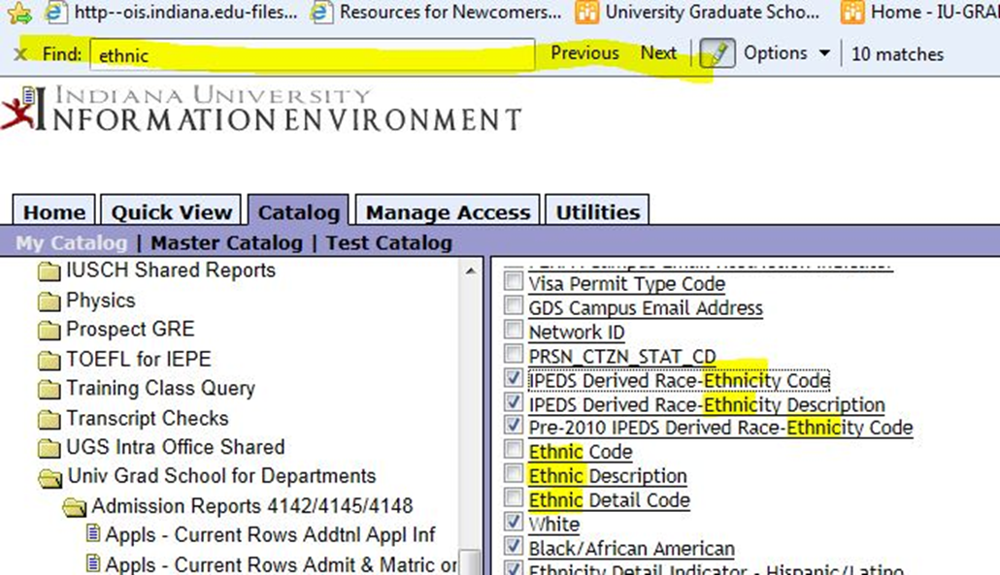 http--ois.indiana.edu-files... Resources for Newcomers... University Graduate Scho... Home - IU-GRA
x Find: ethnic Previous Next Options 10 matches
INDIANA UNIVERSITY
INFORMATION ENVIRONMENT
Home Quick View Catalog Manage Access Utilities
My Catalog | Master Catalog | Test Catalog
IUSCH Shared Reports
Physics
Prospect GRE
TOEFL for IEPE
Training Class Query
Transcript Checks
UGS Intra Office Shared
Univ Grad School for Departments
Admission Reports 4142/4145/4148
Appls - Current Rows Addtnl Appl Inf
Appls - Current Rows Admit & Matric or
Visa Permit Type Code
GDS Campus Email Address
Network ID
PRSN_CTZN_STAT_CD
IPEDS Derived Race-Ethnicity Code
IPEDS Derived Race-Ethnicity Description
Pre-2010 IPEDS Derived Race-Ethnicity Code
Ethnic Code
Ethnic Description
Ethnic Detail Code
White
Black/African American
Ethnicity Detail Indicator - Hispanic/Latino